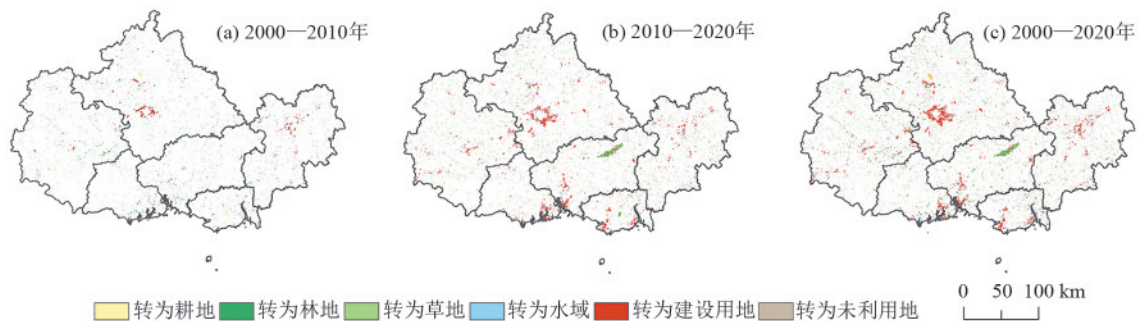 (a) 2000—2010年
(b) 2010—2020年
(c) 2000—2020年
转为耕地 转为林地 转为草地 转为水域 转为建设用地 转为未利用地
0 50 100 km